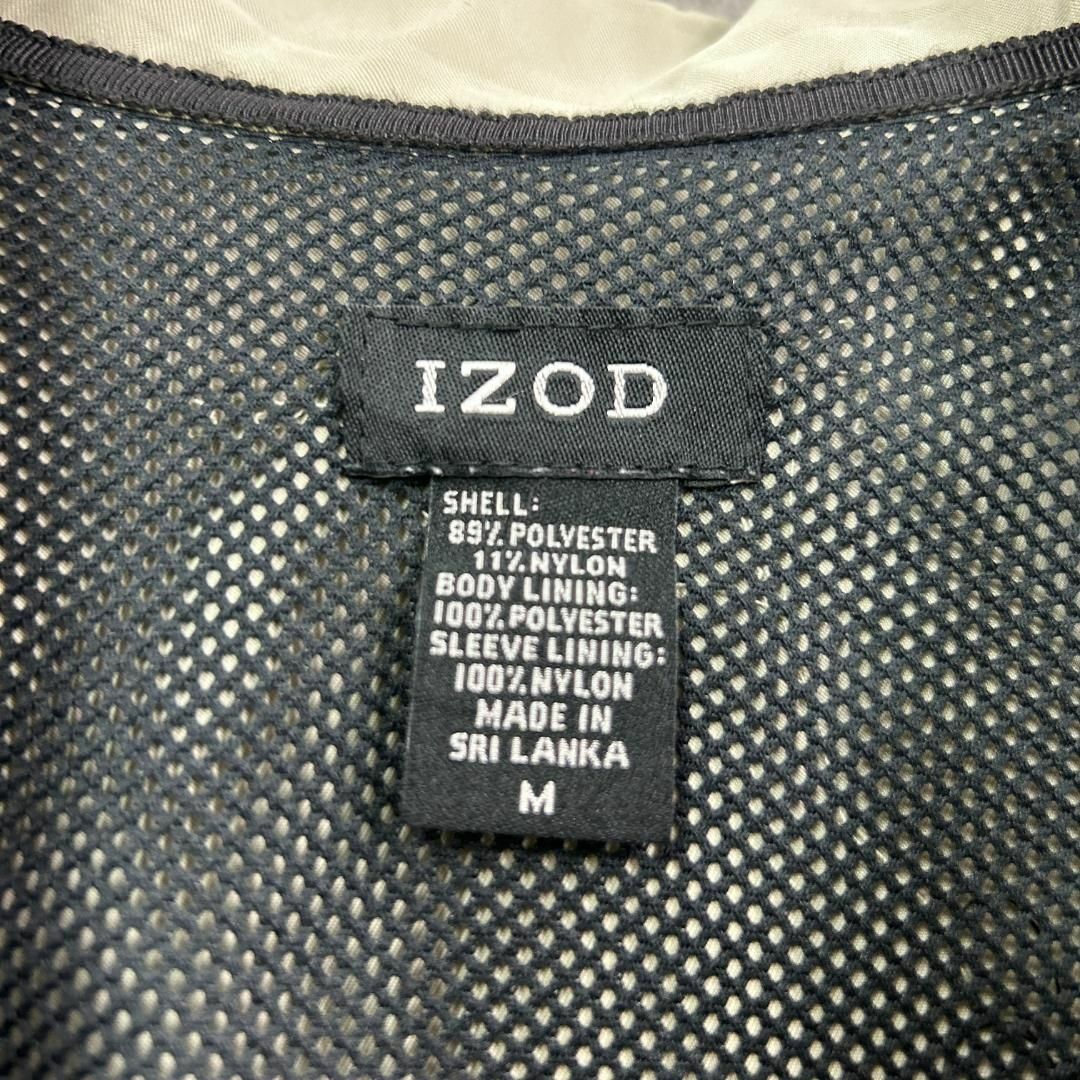 IZOD
SHELL:
89% POLYESTER
11% NYLON
BODY LINING:
100% POLYESTER
SLEEVE LINING:
100% NYLON
MADE IN
SRI LANKA
M